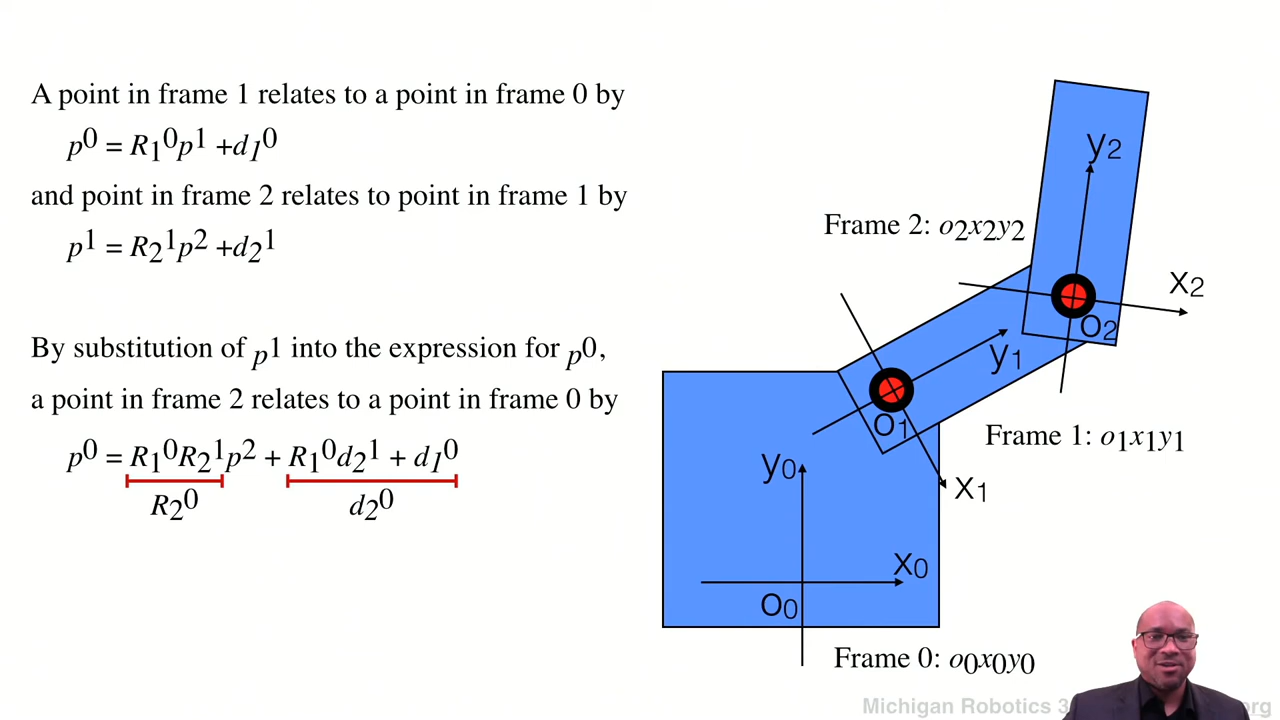 A point in frame 1 relates to a point in frame 0 by
p⁰ = R₁⁰p¹ +d₁⁰
and point in frame 2 relates to point in frame 1 by
p¹ = R₂¹p² +d₂¹
By substitution of p¹ into the expression for p⁰,
a point in frame 2 relates to a point in frame 0 by
p⁰ = R₁⁰R₂¹p² + R₁⁰d₂¹ + d₁⁰
R₂⁰
d₂⁰
y₂
Frame 2: o₂x₂y₂
x₂
o₂
y₁
o₁
Frame 1: o₁x₁y₁
y₀
x₁
x₀
o₀
Frame 0: o₀x₀y₀
Michigan Robotics 3 org